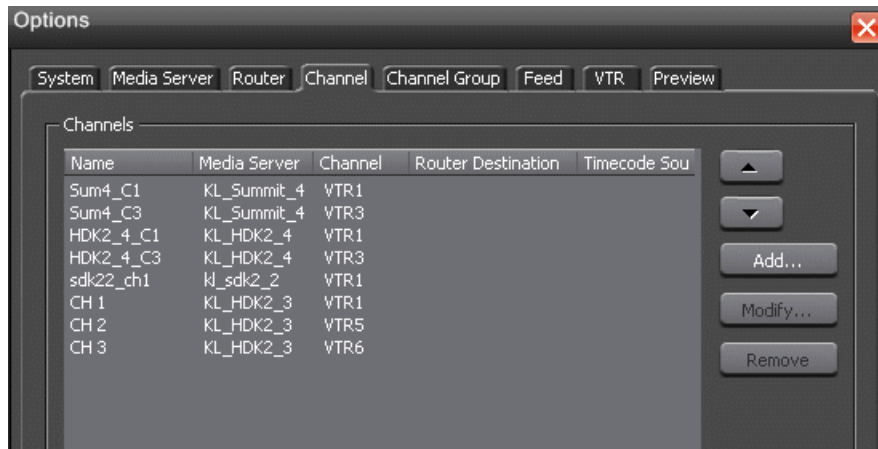 Options
System Media Server Router Channel Channel Group Feed VTR Preview
Channels
Name Media Server Channel Router Destination Timecode Sou
Sum4_C1 KL_Summit_4 VTR1
Sum4_C3 KL_Summit_4 VTR3
HDK2_4_C1 KL_HDK2_4 VTR1
HDK2_4_C3 KL_HDK2_4 VTR3
sdk22_ch1 kl_sdk2_2 VTR1
CH 1 KL_HDK2_3 VTR1
CH 2 KL_HDK2_3 VTR5
CH 3 KL_HDK2_3 VTR6
Add...
Modify...
Remove